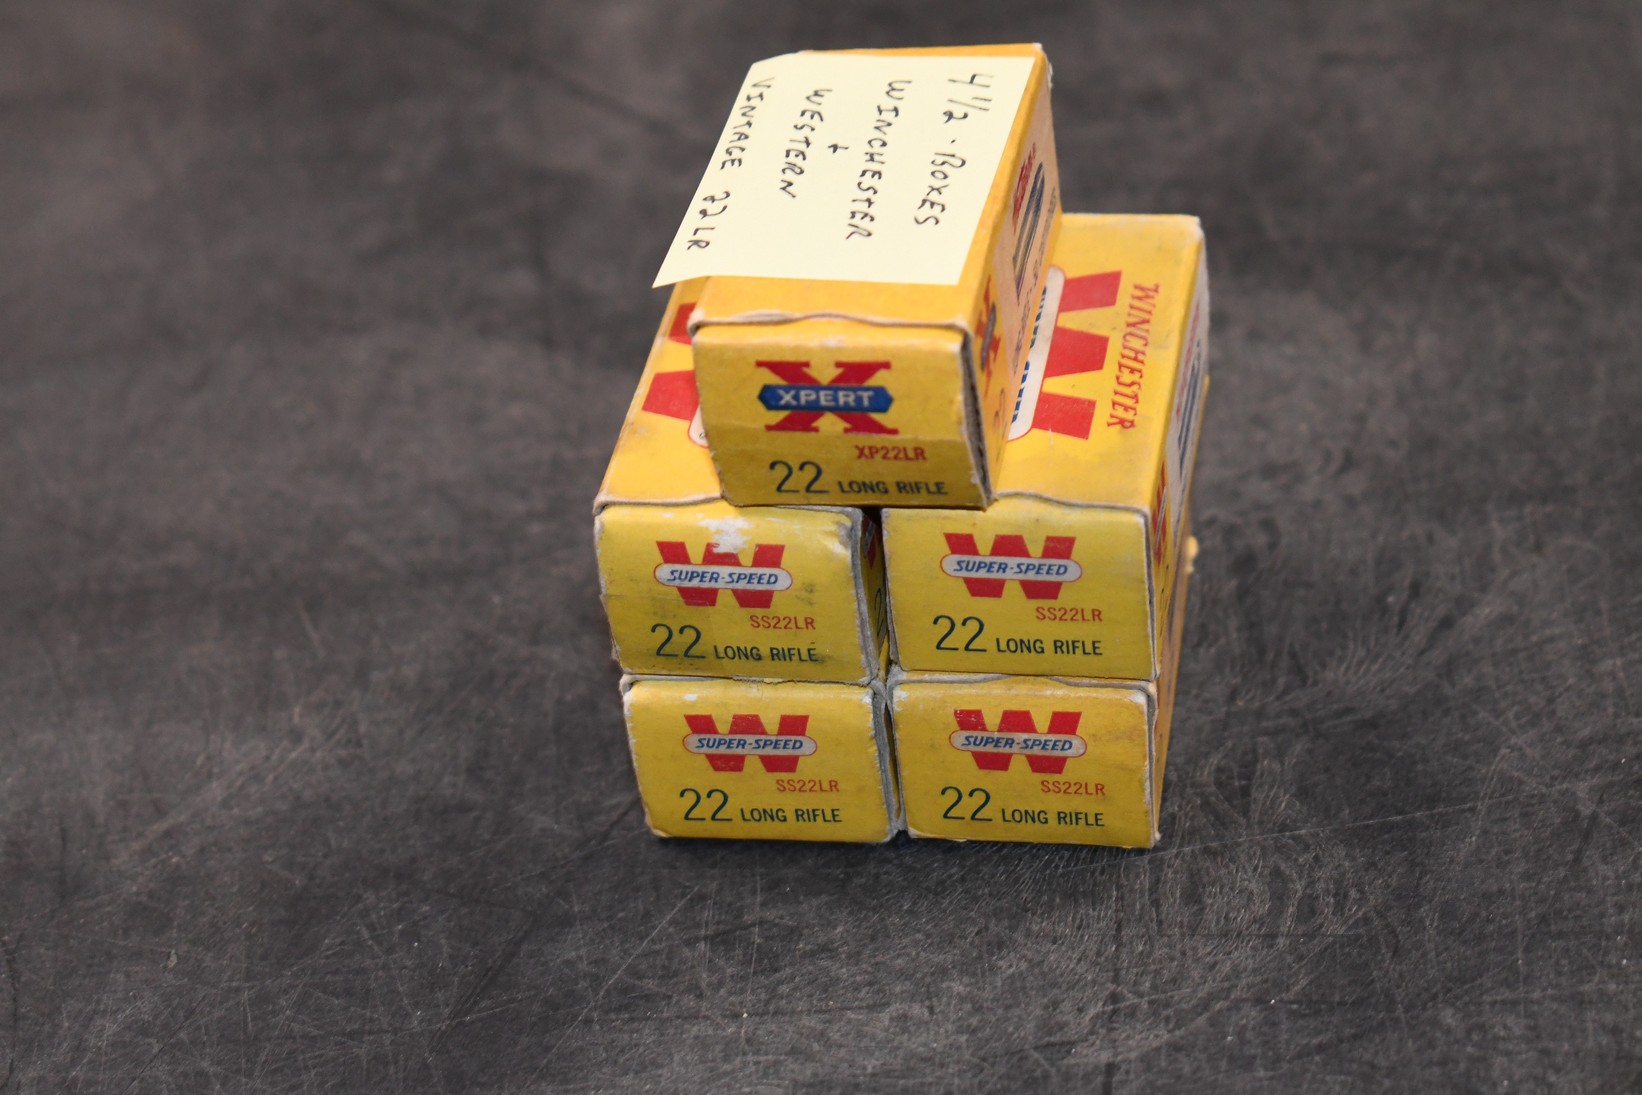 4 1/2 - BOXES
WINCHESTER
+
WESTERN
VINTAGE 22LR
WINCHESTER
XPERT
XP22LR
22 LONG RIFLE
W
SUPER-SPEED
SS22LR
22 LONG RIFLE
W
SUPER-SPEED
SS22LR
22 LONG RIFLE
W
SUPER-SPEED
SS22LR
22 LONG RIFLE
W
SUPER-SPEED
SS22LR
22 LONG RIFLE